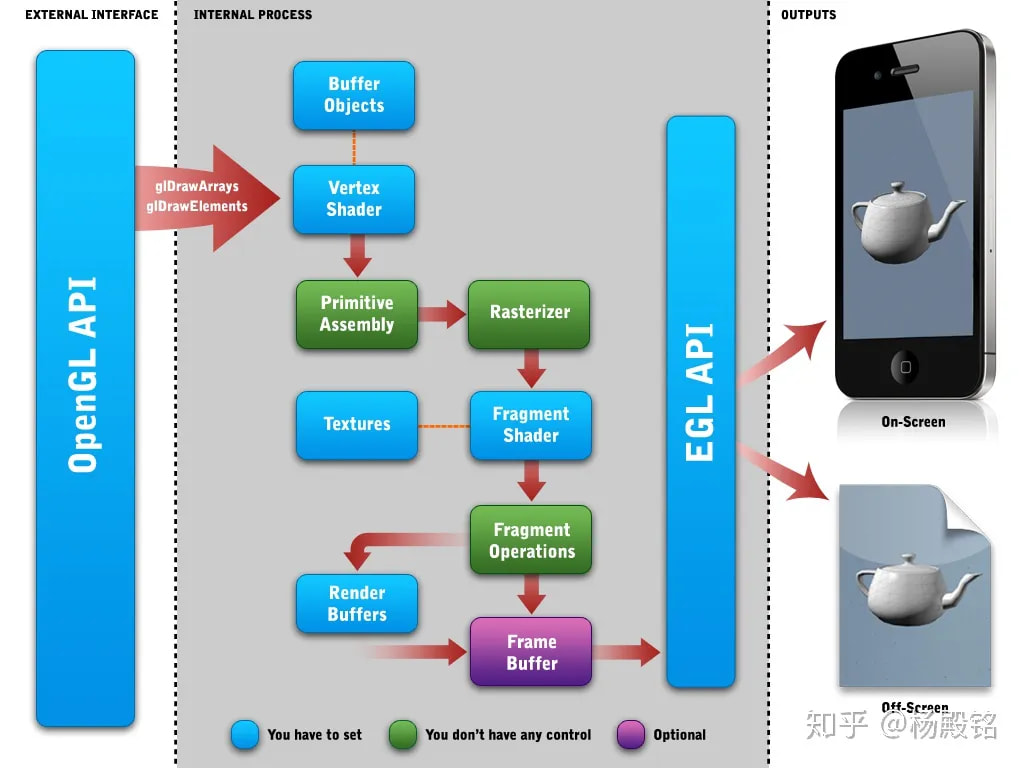 EXTERNAL INTERFACE
INTERNAL PROCESS
OUTPUTS
OpenGL API
glDrawArrays
glDrawElements
Buffer
Objects
Vertex
Shader
Primitive
Assembly
Rasterizer
Textures
Fragment
Shader
Fragment
Operations
Render
Buffers
Frame
Buffer
EGL API
On-Screen
Off-Screen
You have to set
You don't have any control
Optional
知乎 @杨殿铭